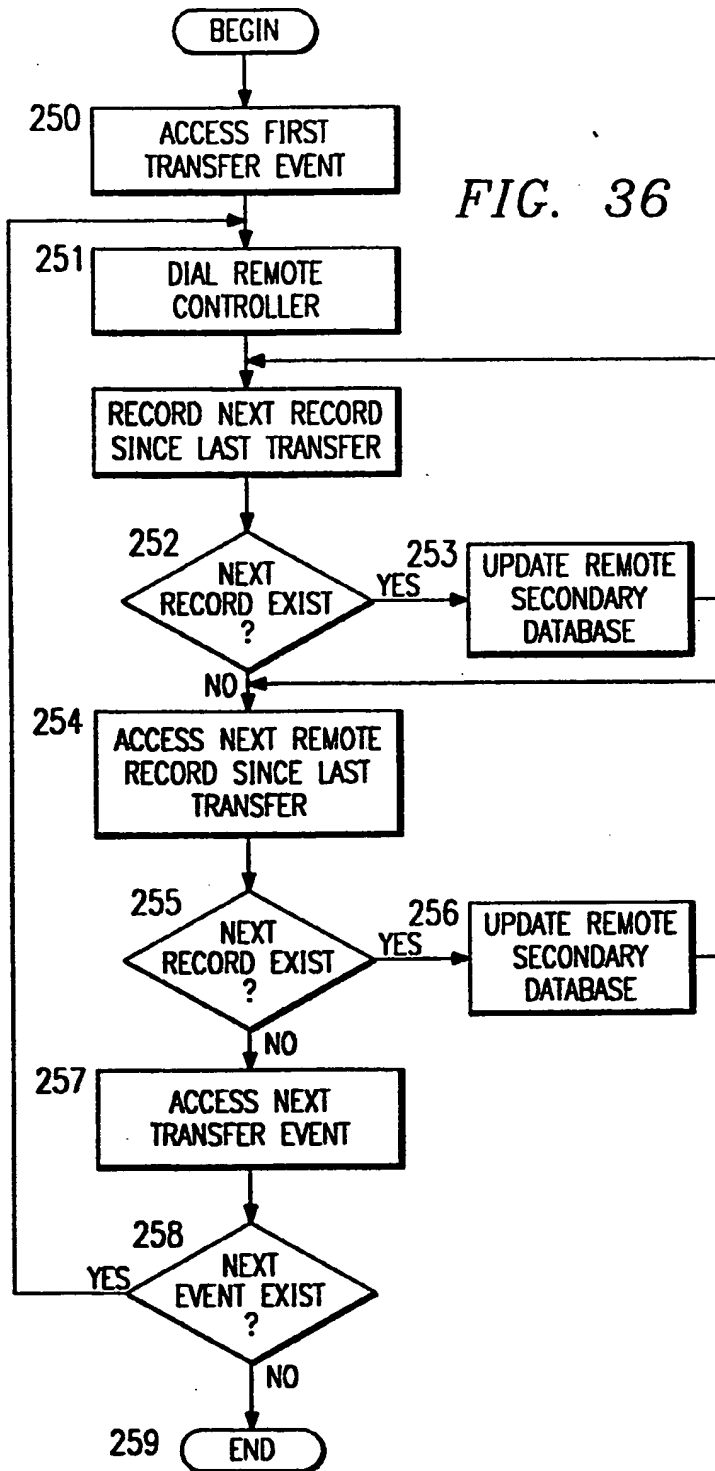 BEGIN
250
ACCESS FIRST
TRANSFER EVENT
FIG. 36
251
DIAL REMOTE
CONTROLLER
RECORD NEXT RECORD
SINCE LAST TRANSFER
252
NEXT
RECORD EXIST
?
YES
253
UPDATE REMOTE
SECONDARY
DATABASE
NO
254
ACCESS NEXT REMOTE
RECORD SINCE LAST
TRANSFER
255
NEXT
RECORD EXIST
?
YES
256
UPDATE REMOTE
SECONDARY
DATABASE
NO
257
ACCESS NEXT
TRANSFER EVENT
258
NEXT
EVENT EXIST
?
YES
NO
259
END